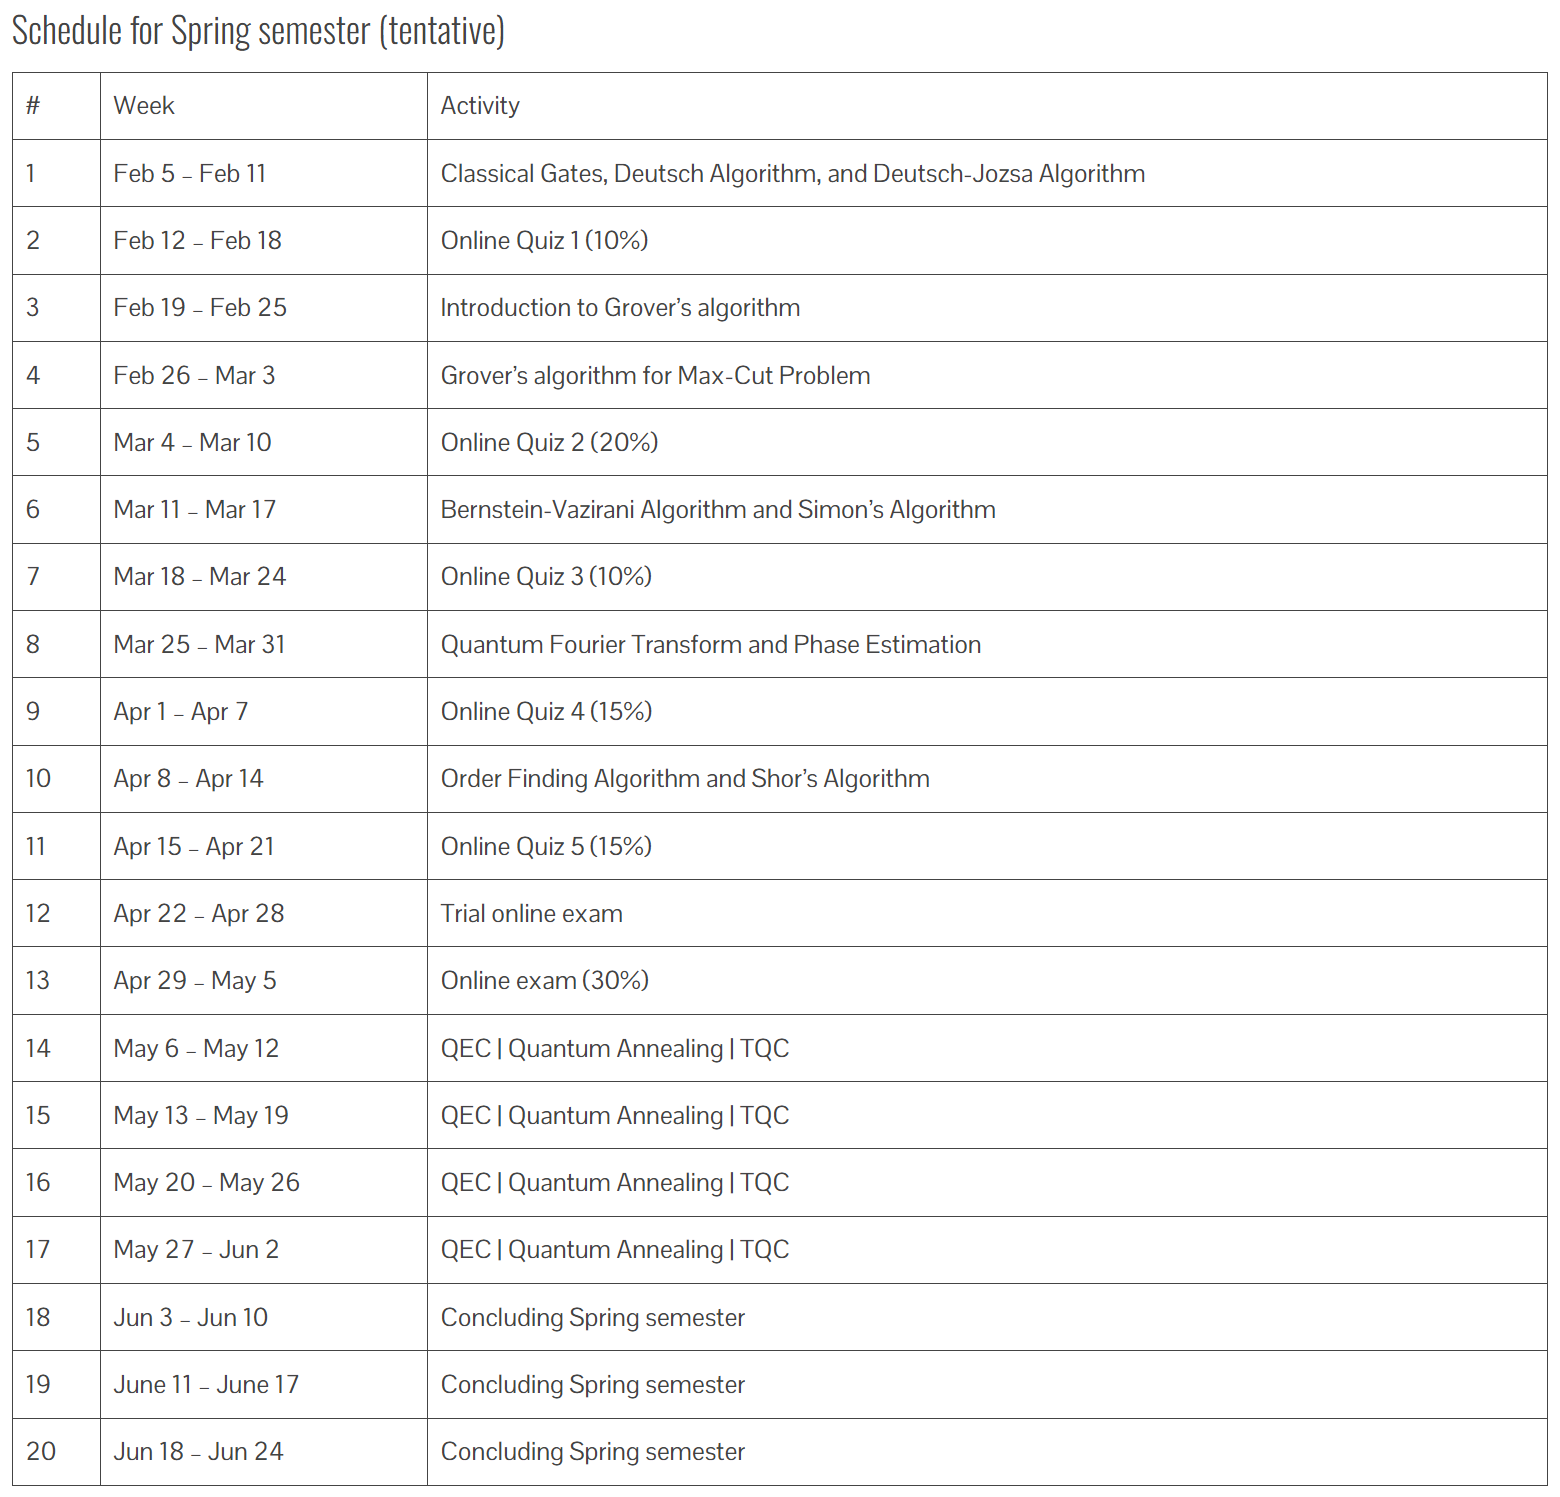 Schedule for Spring semester (tentative)
# Week Activity
1 Feb 5 – Feb 11 Classical Gates, Deutsch Algorithm, and Deutsch-Jozsa Algorithm
2 Feb 12 – Feb 18 Online Quiz 1 (10%)
3 Feb 19 – Feb 25 Introduction to Grover’s algorithm
4 Feb 26 – Mar 3 Grover’s algorithm for Max-Cut Problem
5 Mar 4 – Mar 10 Online Quiz 2 (20%)
6 Mar 11 – Mar 17 Bernstein-Vazirani Algorithm and Simon’s Algorithm
7 Mar 18 – Mar 24 Online Quiz 3 (10%)
8 Mar 25 – Mar 31 Quantum Fourier Transform and Phase Estimation
9 Apr 1 – Apr 7 Online Quiz 4 (15%)
10 Apr 8 – Apr 14 Order Finding Algorithm and Shor’s Algorithm
11 Apr 15 – Apr 21 Online Quiz 5 (15%)
12 Apr 22 – Apr 28 Trial online exam
13 Apr 29 – May 5 Online exam (30%)
14 May 6 – May 12 QEC | Quantum Annealing | TQC
15 May 13 – May 19 QEC | Quantum Annealing | TQC
16 May 20 – May 26 QEC | Quantum Annealing | TQC
17 May 27 – Jun 2 QEC | Quantum Annealing | TQC
18 Jun 3 – Jun 10 Concluding Spring semester
19 June 11 – June 17 Concluding Spring semester
20 Jun 18 – Jun 24 Concluding Spring semester